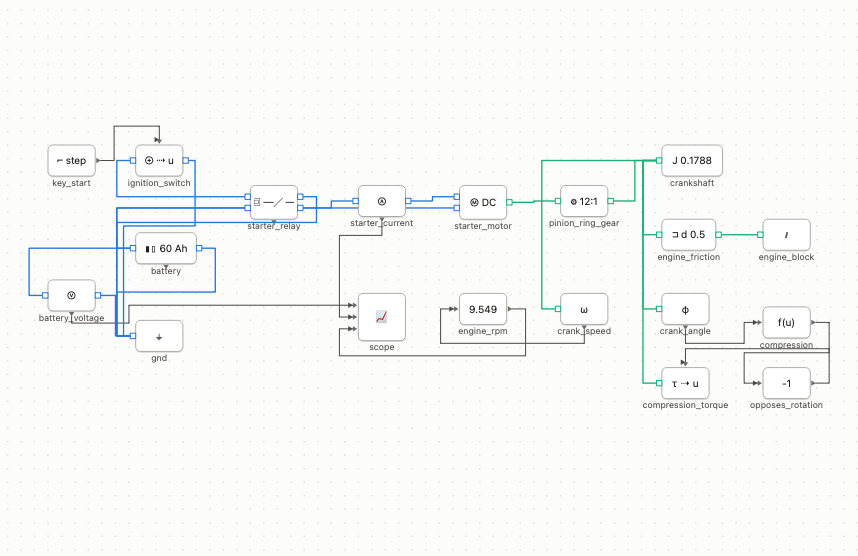 step
key_start
u
ignition_switch
starter_relay
A
starter_current
M DC
starter_motor
12:1
pinion_ring_gear
J 0.1788
crankshaft
60 Ah
battery
d 0.5
engine_friction
engine_block
V
battery_voltage
gnd
scope
9.549
engine_rpm
ω
crank_speed
ϕ
crank_angle
f(u)
compression
τ ⇢ u
compression_torque
-1
opposes_rotation